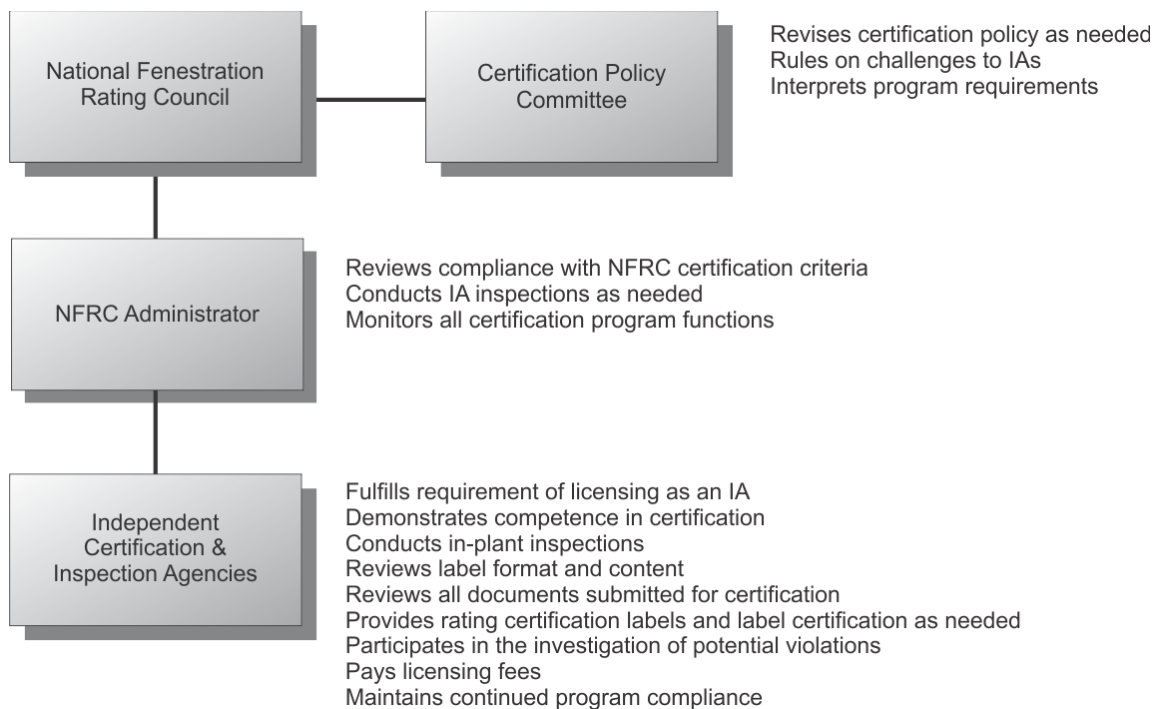 National Fenestration
Rating Council
Certification Policy
Committee
Revises certification policy as needed
Rules on challenges to IAs
Interprets program requirements
NFRC Administrator
Reviews compliance with NFRC certification criteria
Conducts IA inspections as needed
Monitors all certification program functions
Independent
Certification &
Inspection Agencies
Fulfills requirement of licensing as an IA
Demonstrates competence in certification
Conducts in-plant inspections
Reviews label format and content
Reviews all documents submitted for certification
Provides rating certification labels and label certification as needed
Participates in the investigation of potential violations
Pays licensing fees
Maintains continued program compliance